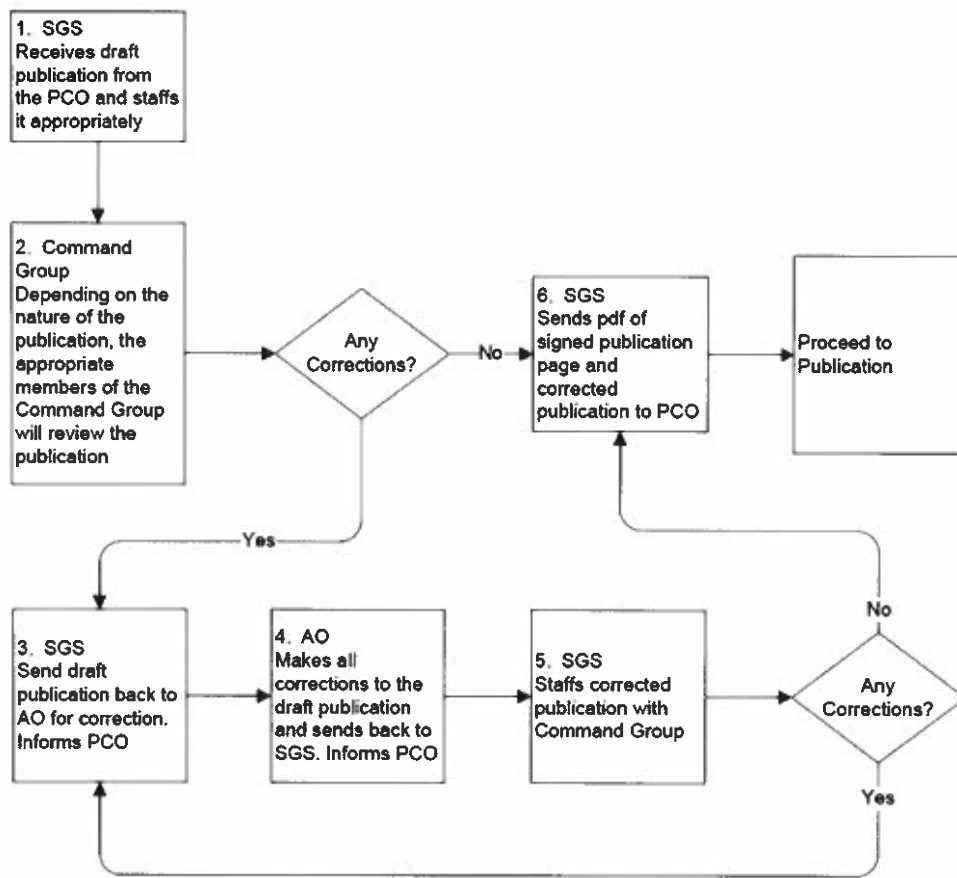 1. SGS
Receives draft
publication from
the PCO and staffs
it appropriately
2. Command
Group
Depending on the
nature of the
publication, the
appropriate
members of the
Command Group
will review the
publication
Any
Corrections?
No
6. SGS
Sends pdf of
signed publication
page and
corrected
publication to PCO
Proceed to
Publication
Yes
3. SGS
Send draft
publication back to
AO for correction.
Informs PCO
4. AO
Makes all
corrections to the
draft publication
and sends back to
SGS. Informs PCO
5. SGS
Staffs corrected
publication with
Command Group
No
Any
Corrections?
Yes